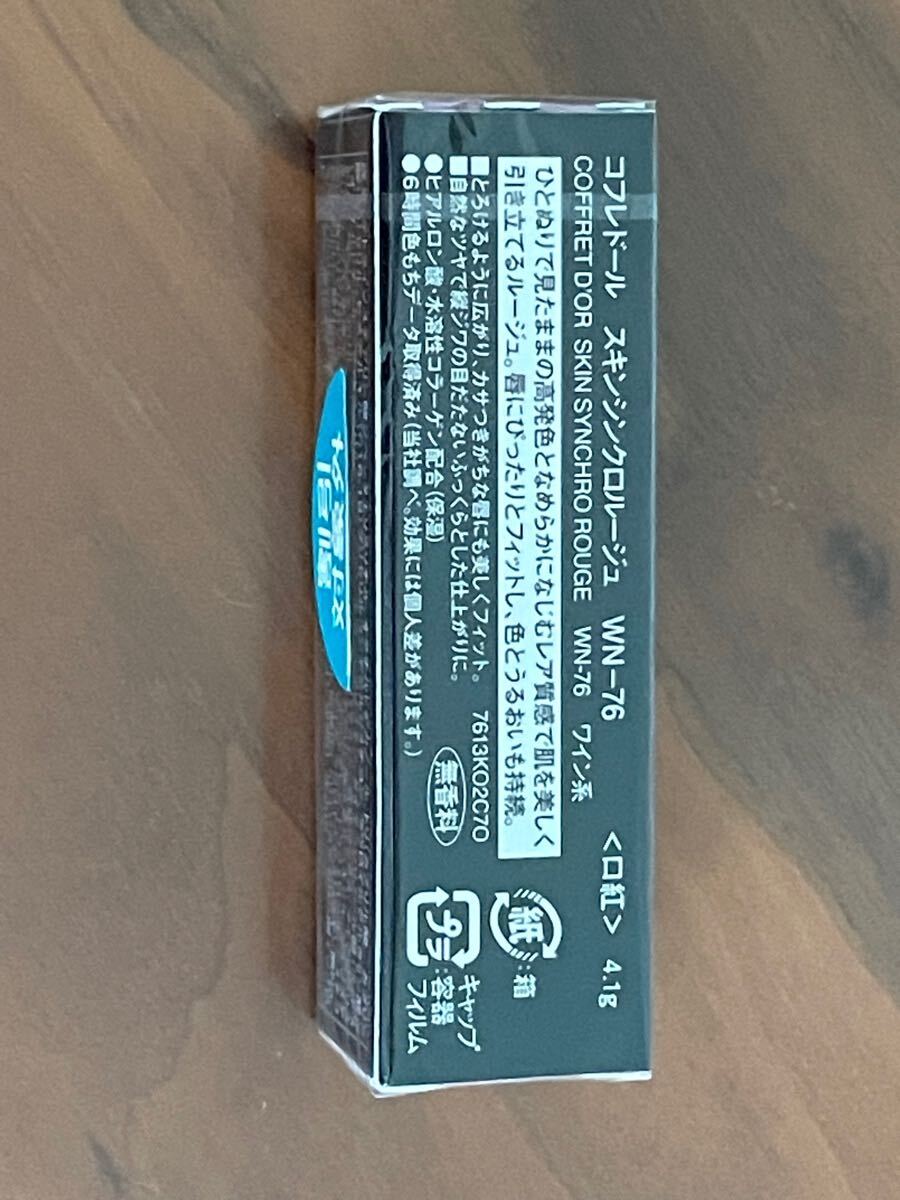 コフレドール スキンシンクロルージュ WN-76 <口紅> 4.1g
COFFRET D'OR SKIN SYNCHRO ROUGE WN-76 ワイン系
ひとぬりで見たままの高発色となめらかになじむレア質感で肌を美しく
引き立てるルージュ。唇にぴったりとフィットし、色とうるおいも持続。
■とろけるように広がり、カサつきがちな唇にも美しくフィット。
■自然なツヤで縦ジワの目だたないふっくらとした仕上がりに。
●ヒアルロン酸・水溶性コラーゲン配合(保湿)
●6時間色もちデータ取得済み(当社調べ。効果には個人差があります。)
7613K02C70
無香料
紙 :箱
プラ :キャップ
容器
フィルム